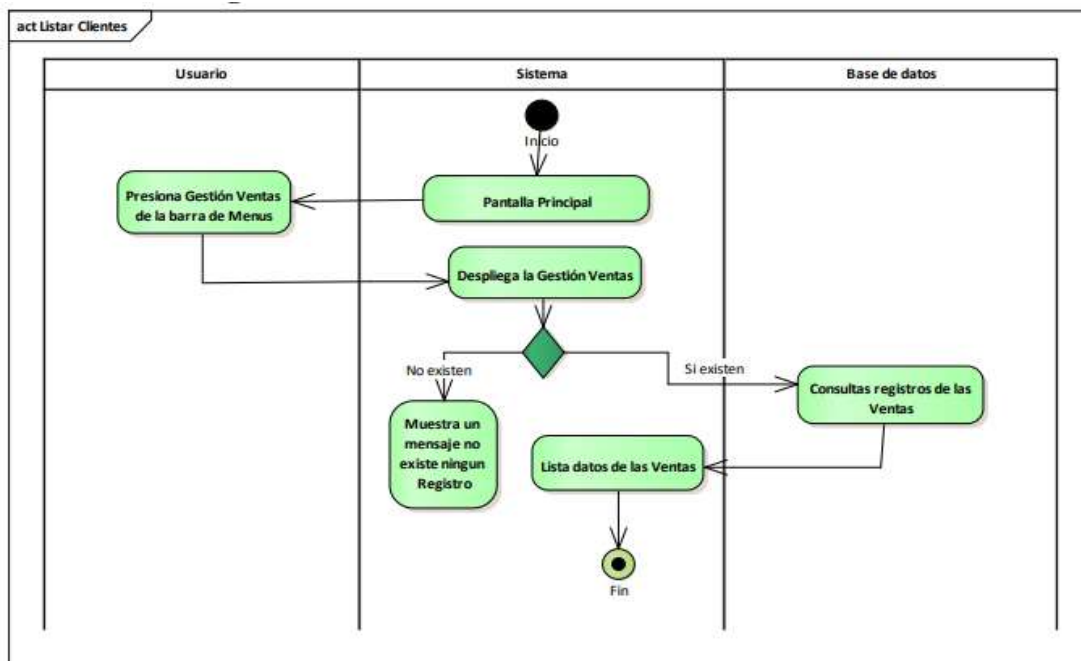 act Listar Clientes
Usuario
Sistema
Base de datos
Inicio
Presiona Gestión Ventas
de la barra de Menus
Pantalla Principal
Despliega la Gestión Ventas
No existen
Si existen
Consultas registros de las
Ventas
Muestra un
mensaje no
existe ningun
Registro
Lista datos de las Ventas
Fin